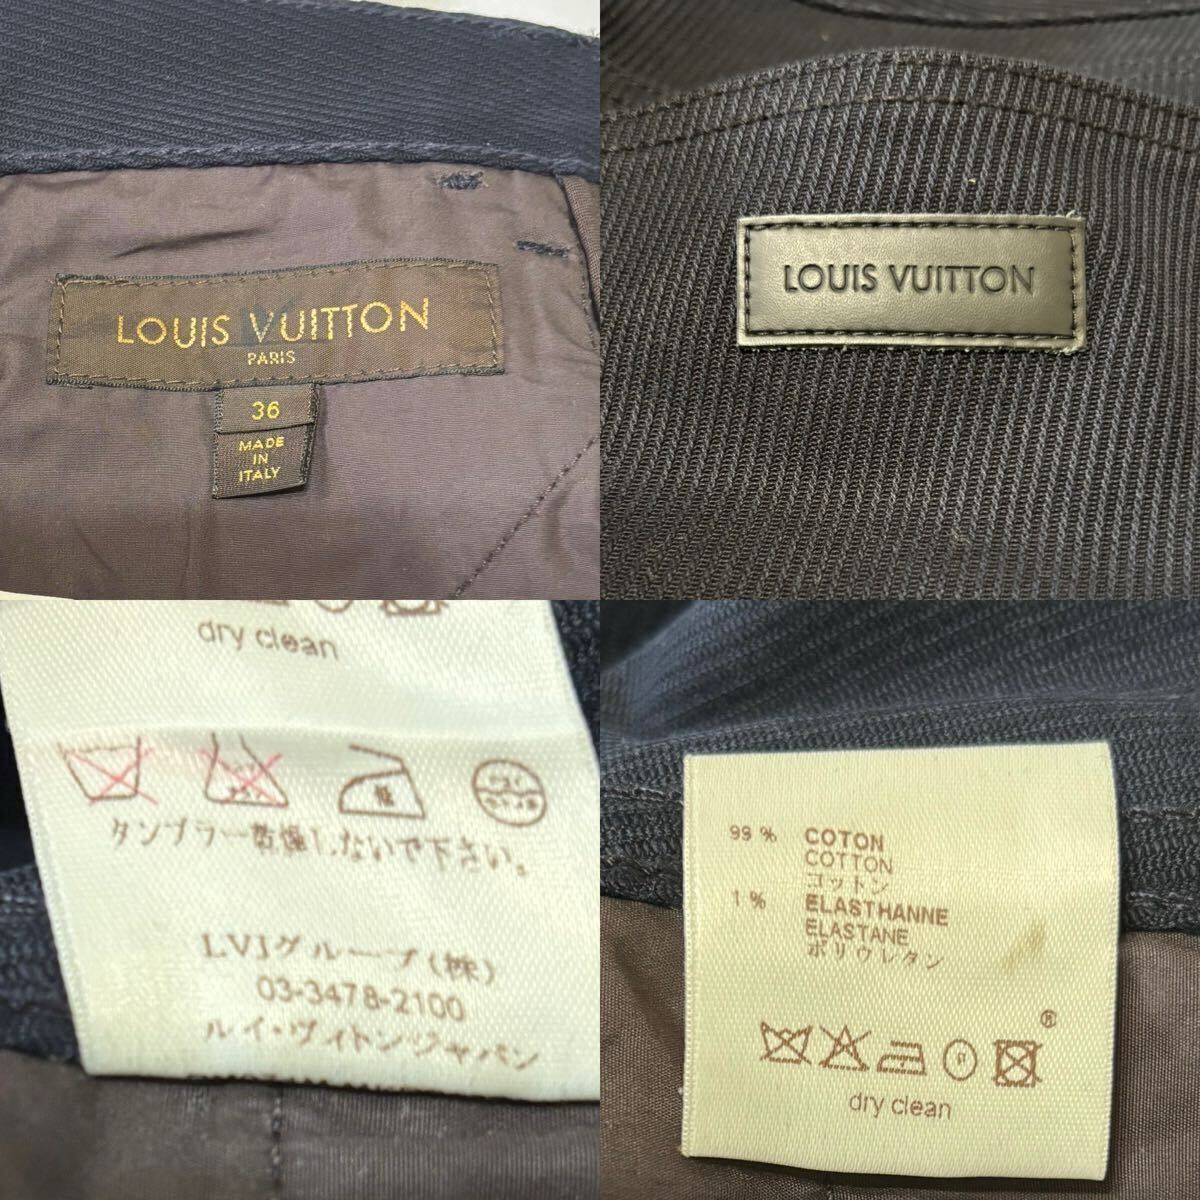 LOUIS VUITTON
PARIS
36
MADE
IN
ITALY
LOUIS VUITTON
dry clean
タンブラー乾燥しないで下さい。
LVJグループ(株)
03-3478-2100
ルイ・ヴィトンジャパン
99 % COTON
COTTON
コットン
1 % ELASTHANNE
ELASTANE
ポリウレタン
®
P
dry clean